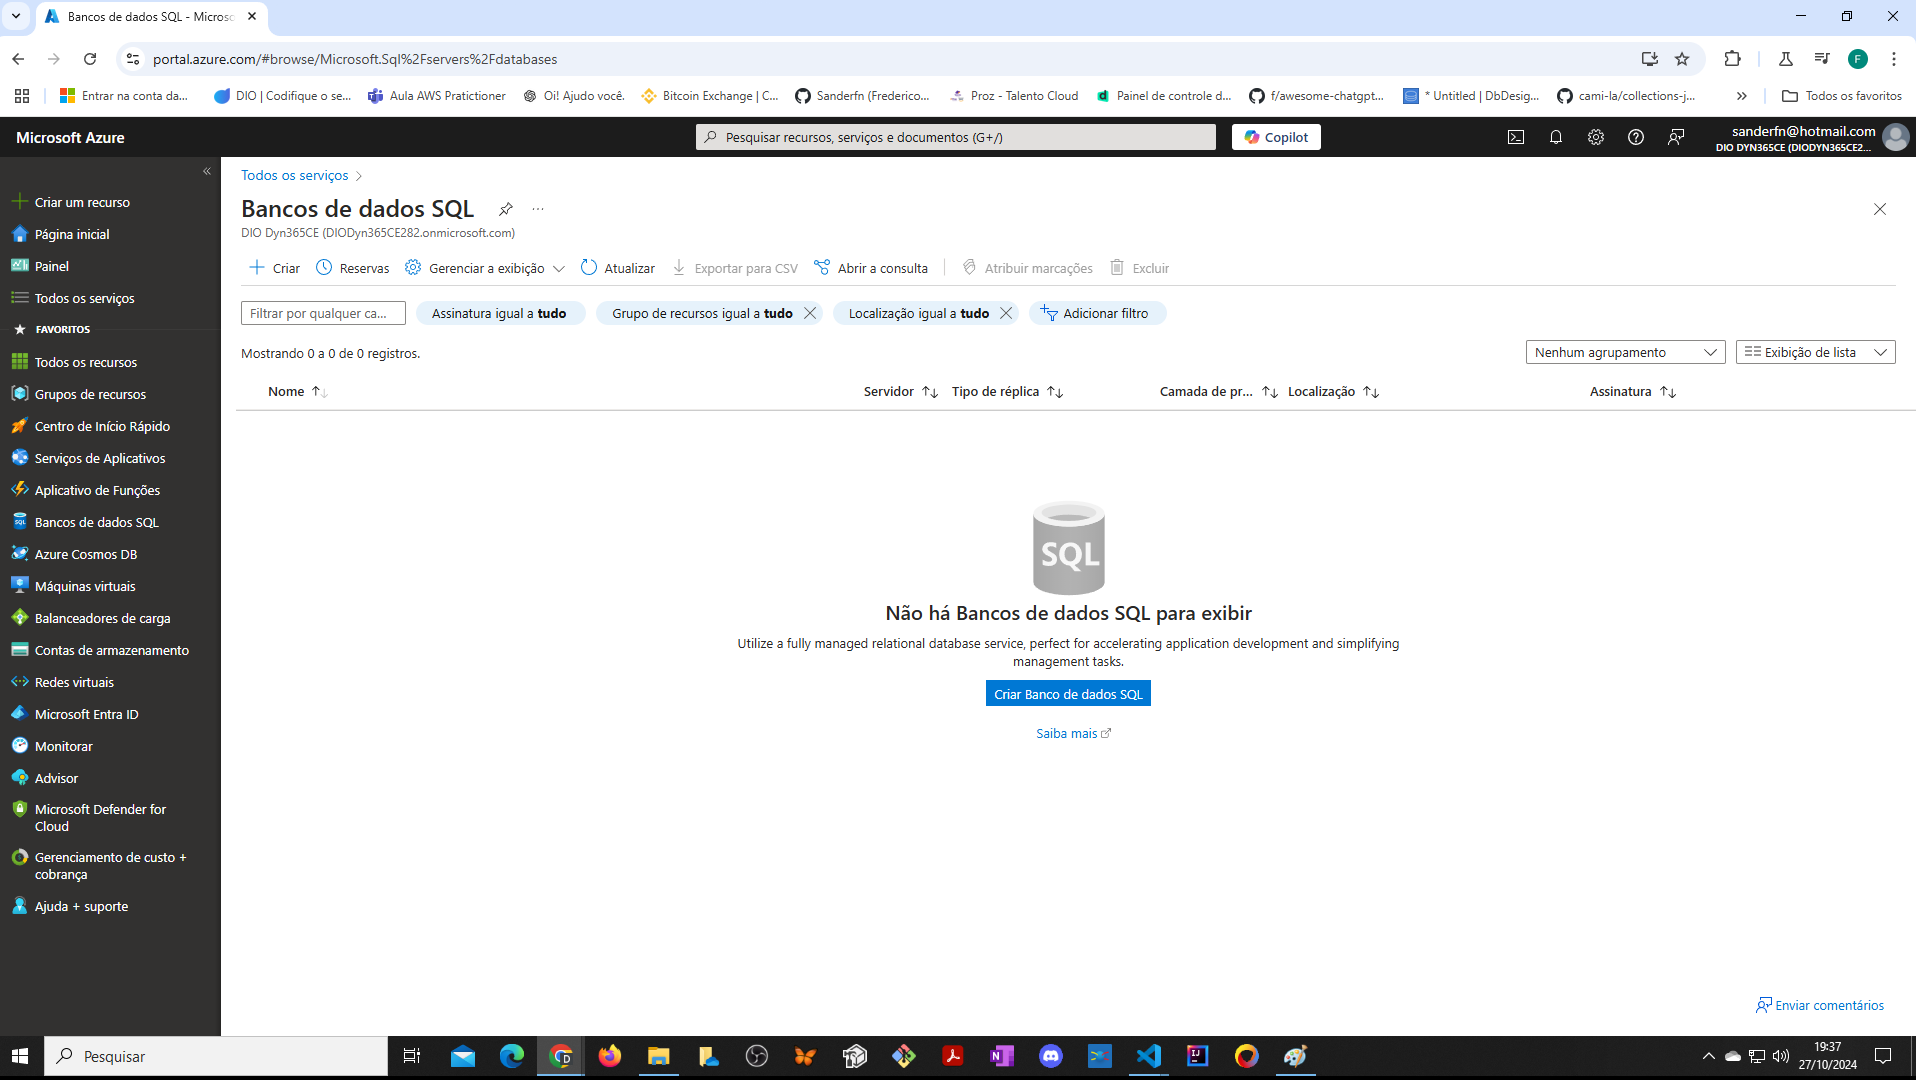 Bancos de dados SQL - Microso
portal.azure.com/#browse/Microsoft.Sql%2Fservers%2Fdatabases
F
Entrar na conta da...
DIO | Codifique o se...
Aula AWS Pratictioner
Oi! Ajudo você.
Bitcoin Exchange | C...
Sanderfn (Frederico...
Proz - Talento Cloud
Painel de controle d...
f/awesome-chatgpt...
* Untitled | DbDesig...
cami-la/collections-j...
Todos os favoritos
Microsoft Azure
Pesquisar recursos, serviços e documentos (G+/)
Copilot
sanderfn@hotmail.com
DIO DYN365CE (DIODYN365CE2...
Criar um recurso
Página inicial
Painel
Todos os serviços
FAVORITOS
Todos os recursos
Grupos de recursos
Centro de Início Rápido
Serviços de Aplicativos
Aplicativo de Funções
Bancos de dados SQL
Azure Cosmos DB
Máquinas virtuais
Balanceadores de carga
Contas de armazenamento
Redes virtuais
Microsoft Entra ID
Monitorar
Advisor
Microsoft Defender for
Cloud
Gerenciamento de custo +
cobrança
Ajuda + suporte
Todos os serviços
Bancos de dados SQL
...
DIO Dyn365CE (DIODyn365CE282.onmicrosoft.com)
Criar
Reservas
Gerenciar a exibição
Atualizar
Exportar para CSV
Abrir a consulta
Atribuir marcações
Excluir
Filtrar por qualquer ca...
Assinatura igual a tudo
Grupo de recursos igual a tudo
Localização igual a tudo
Adicionar filtro
Mostrando 0 a 0 de 0 registros.
Nenhum agrupamento
Exibição de lista
Nome
Servidor
Tipo de réplica
Camada de pr...
Localização
Assinatura
SQL
Não há Bancos de dados SQL para exibir
Utilize a fully managed relational database service, perfect for accelerating application development and simplifying
management tasks.
Criar Banco de dados SQL
Saiba mais
Enviar comentários
Pesquisar
19:37
27/10/2024